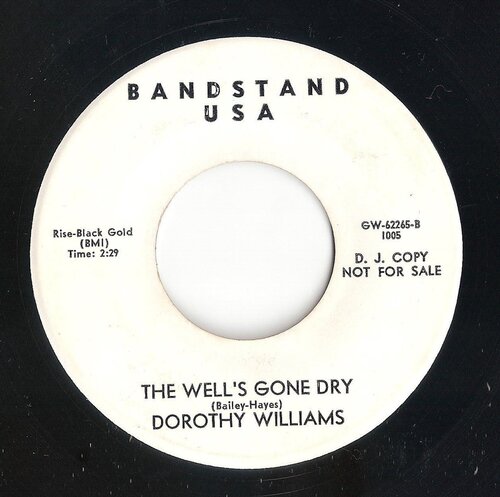 BANDSTAND
USA
Rise-Black Gold
(BMI)
Time: 2:29
GW-62265-B
1005
D. J. COPY
NOT FOR SALE
THE WELL'S GONE DRY
(Bailey-Hayes)
DOROTHY WILLIAMS